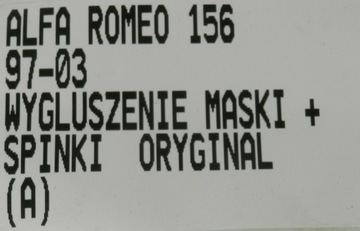 ALFA ROMEO 156
97-03
WYGLUSZENIE MASKI +
SPINKI ORYGINAL
(A)